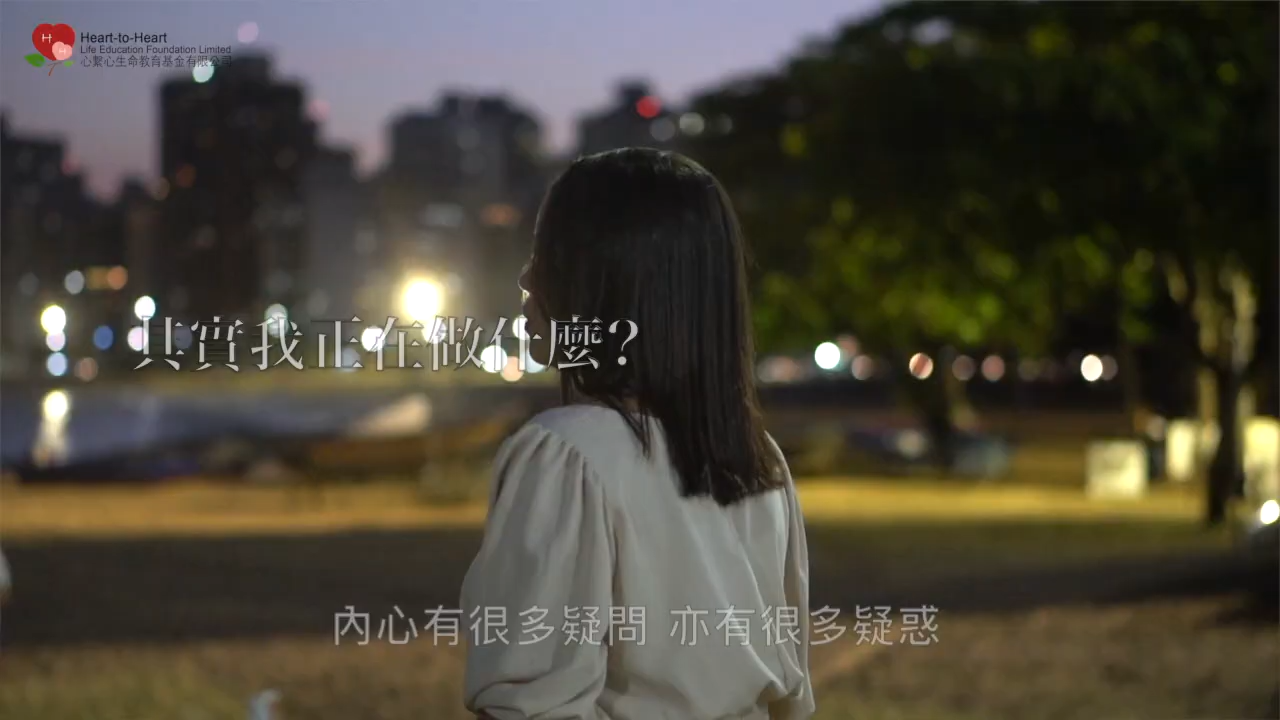 H
H
Heart-to-Heart
Life Education Foundation Limited
心繫心生命教育基金有限公司
其實我正在做什麼？
內心有很多疑問 亦有很多疑惑